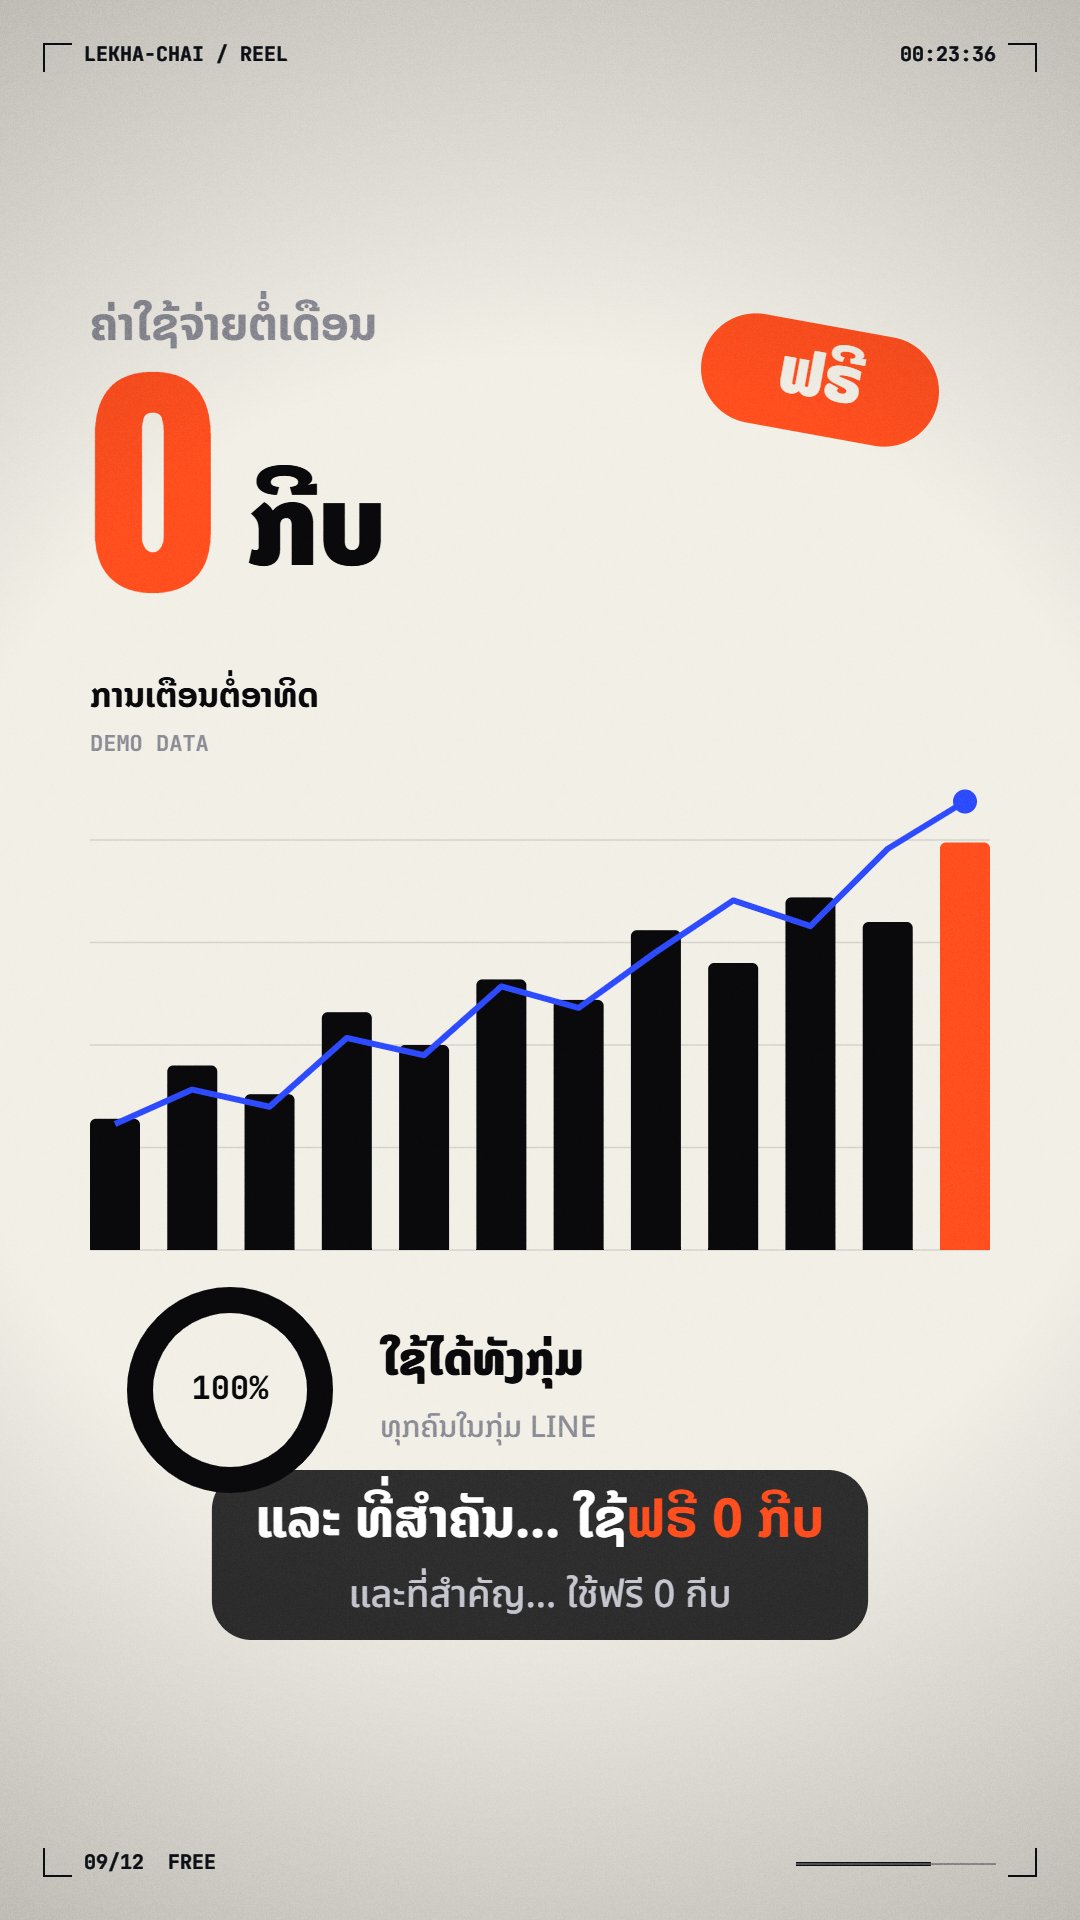 LEKHA-CHAI / REEL
00:23:36
ຄ່າໃຊ້ຈ່າຍຕໍ່ເດືອນ
ຟຣີ
0 ກີບ
ການເຕືອນຕໍ່ອາທິດ
DEMO DATA
100%
ໃຊ້ໄດ້ທັງກຸ່ມ
ທຸກຄົນໃນກຸ່ມ LINE
ແລະ ທີ່ສຳຄັນ... ໃຊ້ຟຣີ 0 ກີບ
และที่สำคัญ... ใช้ฟรี 0 กีบ
09/12 FREE